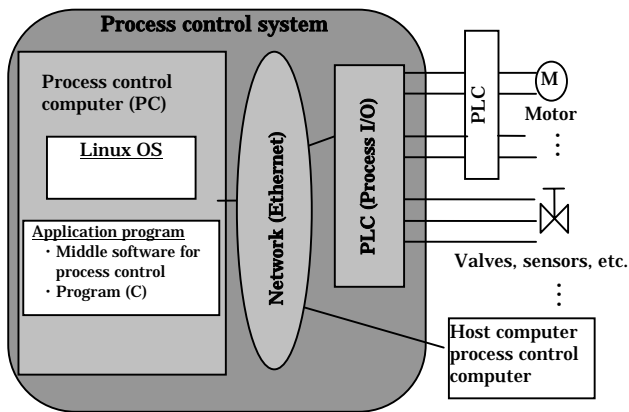 Process control system
Process control
computer (PC)
Linux OS
Application program
・Middle software for
process control
・Program (C)
Network (Ethernet)
PLC (Process I/O)
PLC
M
Motor
Valves, sensors, etc.
Host computer
process control
computer